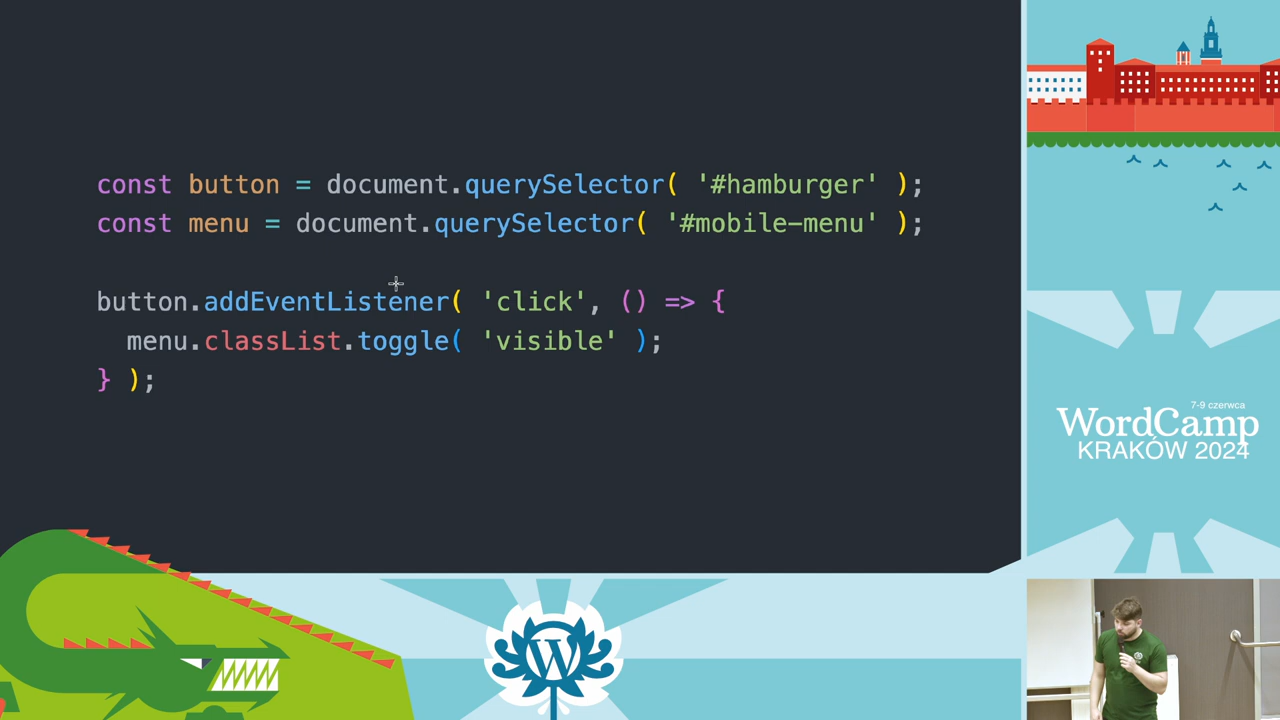 const button = document.querySelector( '#hamburger' );
const menu = document.querySelector( '#mobile-menu' );
button.addEventListener( 'click', () => {
menu.classList.toggle( 'visible' );
} );
7-9 czerwca
WordCamp
KRAKÓW 2024
W